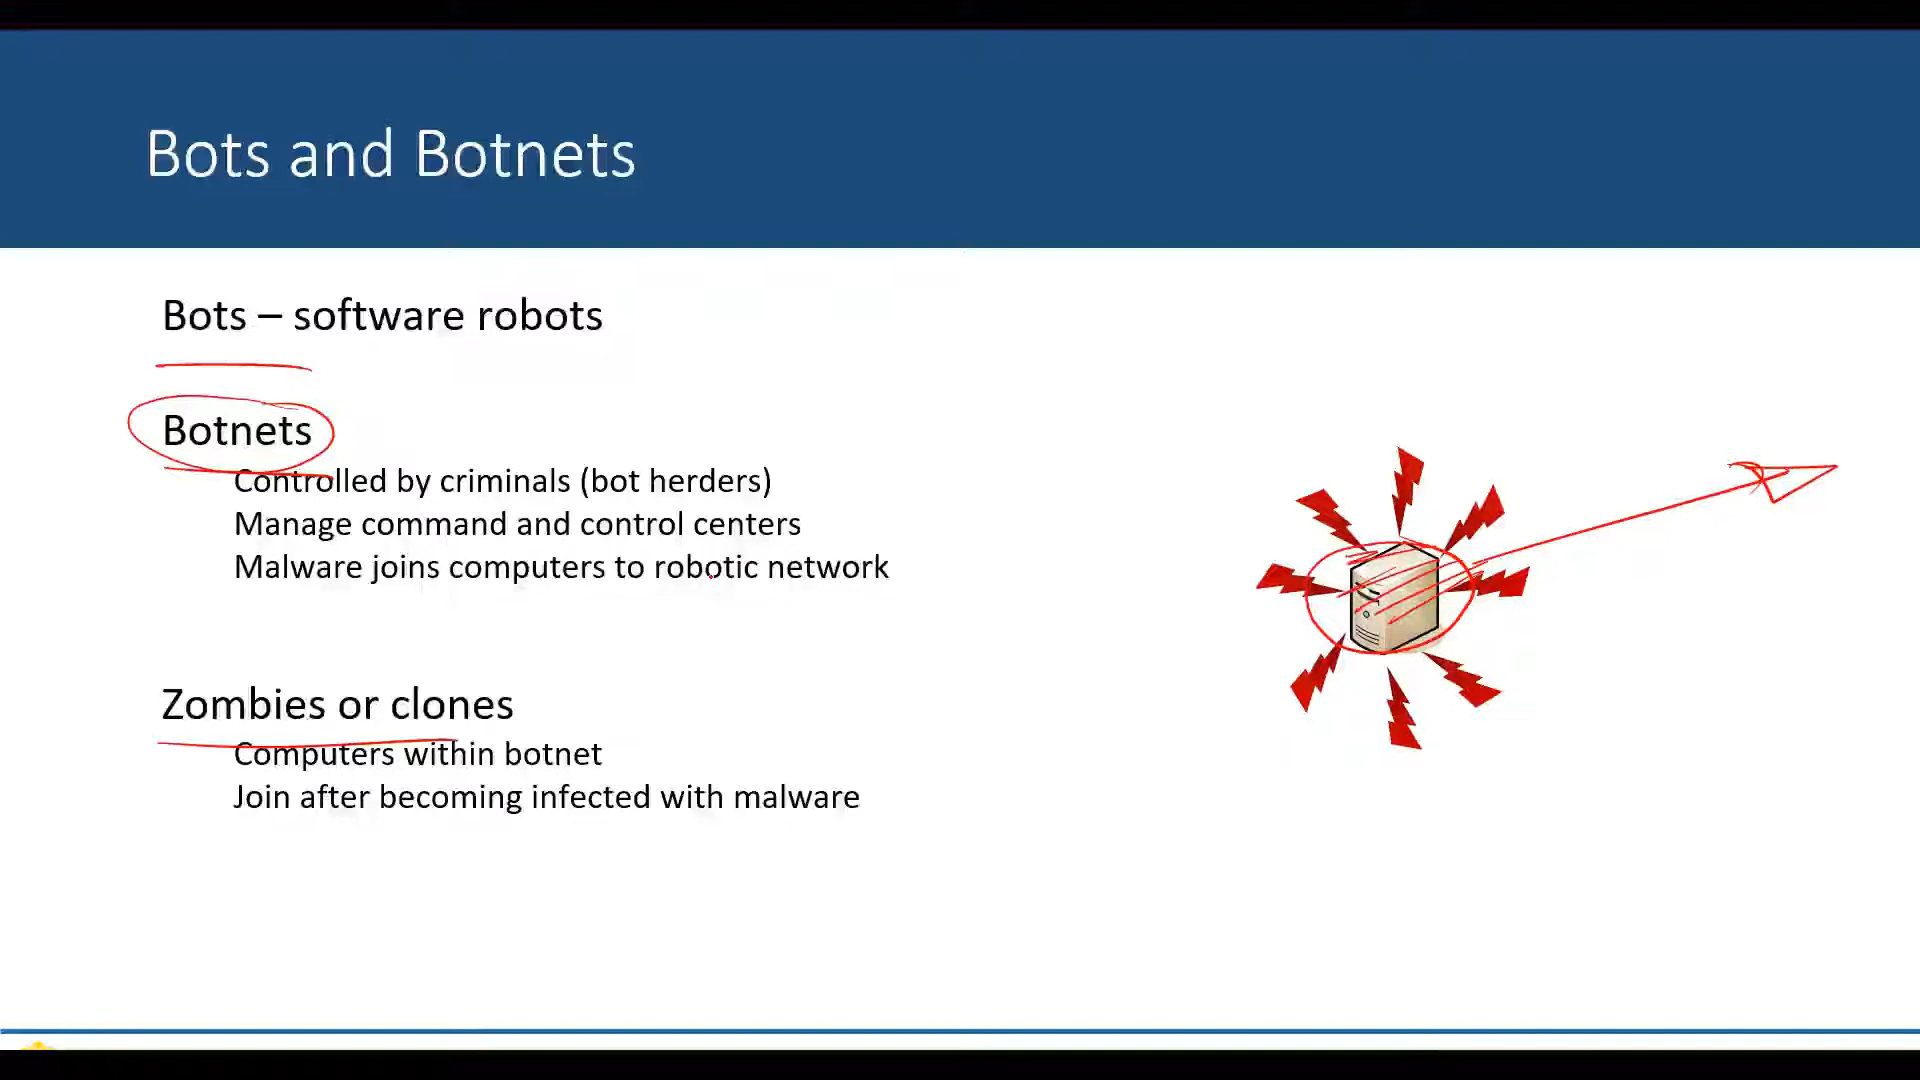 Bots and Botnets
Bots – software robots
Botnets
Controlled by criminals (bot herders)
Manage command and control centers
Malware joins computers to robotic network
Zombies or clones
Computers within botnet
Join after becoming infected with malware